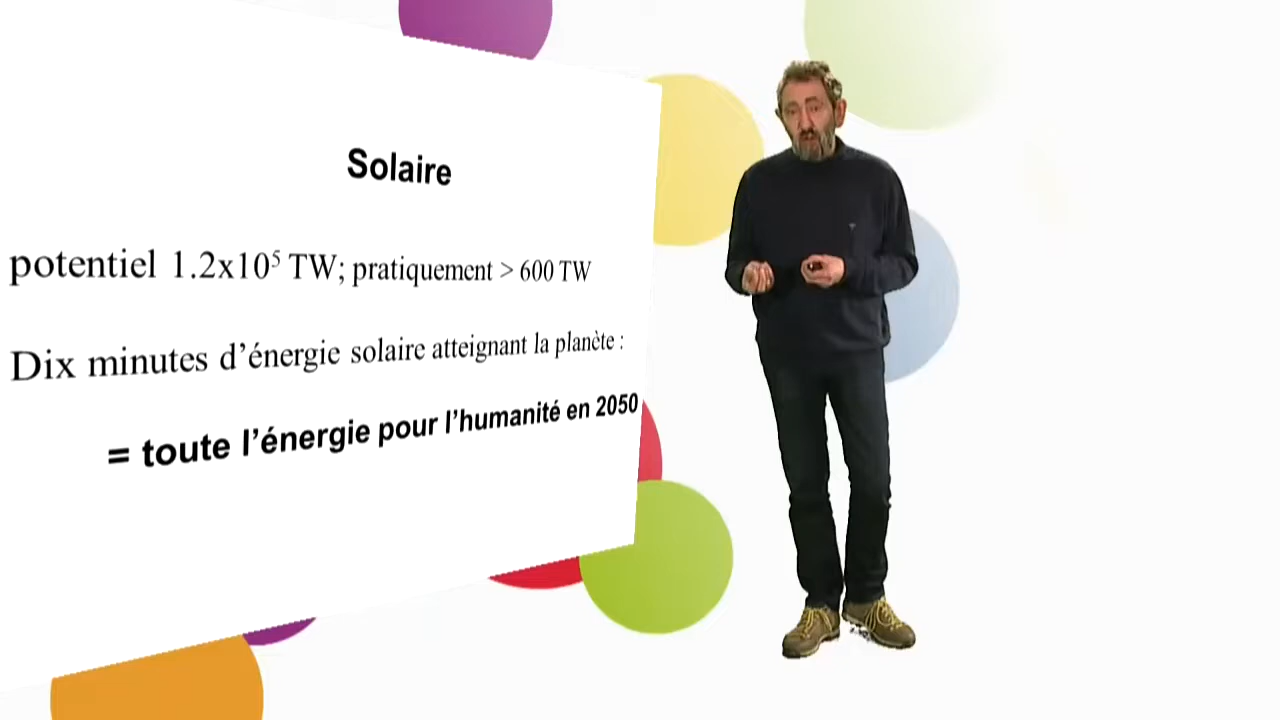 Solaire
potentiel 1.2x10⁵ TW; pratiquement > 600 TW
Dix minutes d’énergie solaire atteignant la planète :
= toute l’énergie pour l’humanité en 2050